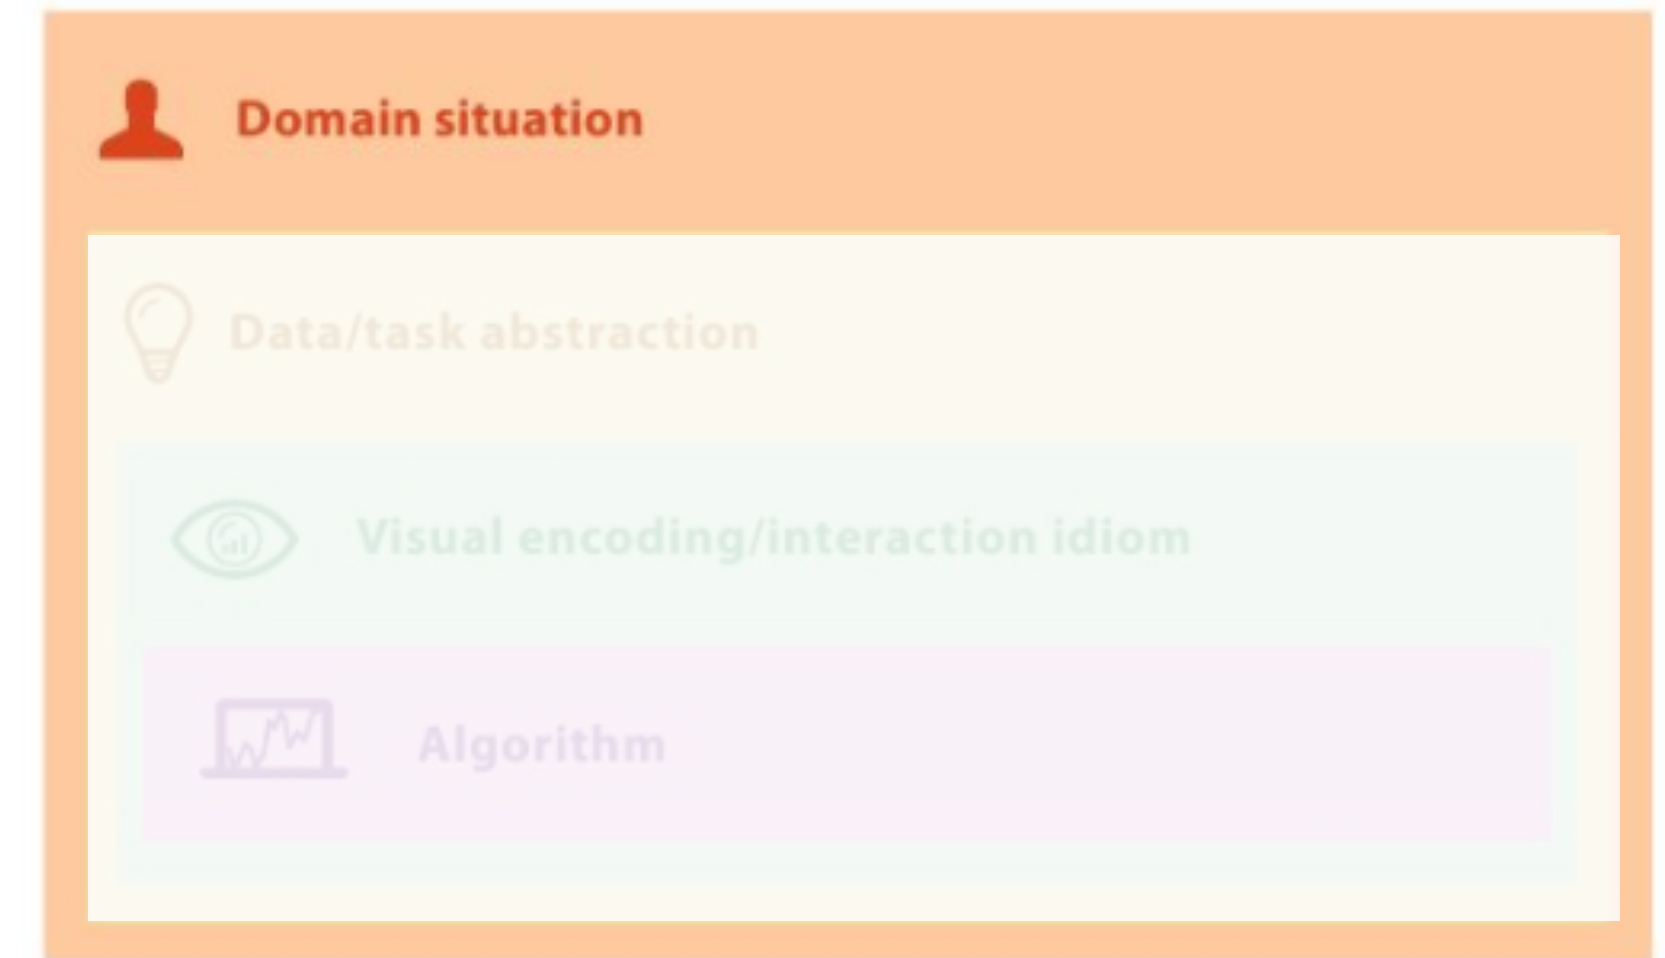 Domain situation
Data/task abstraction
Visual encoding/interaction idiom
Algorithm